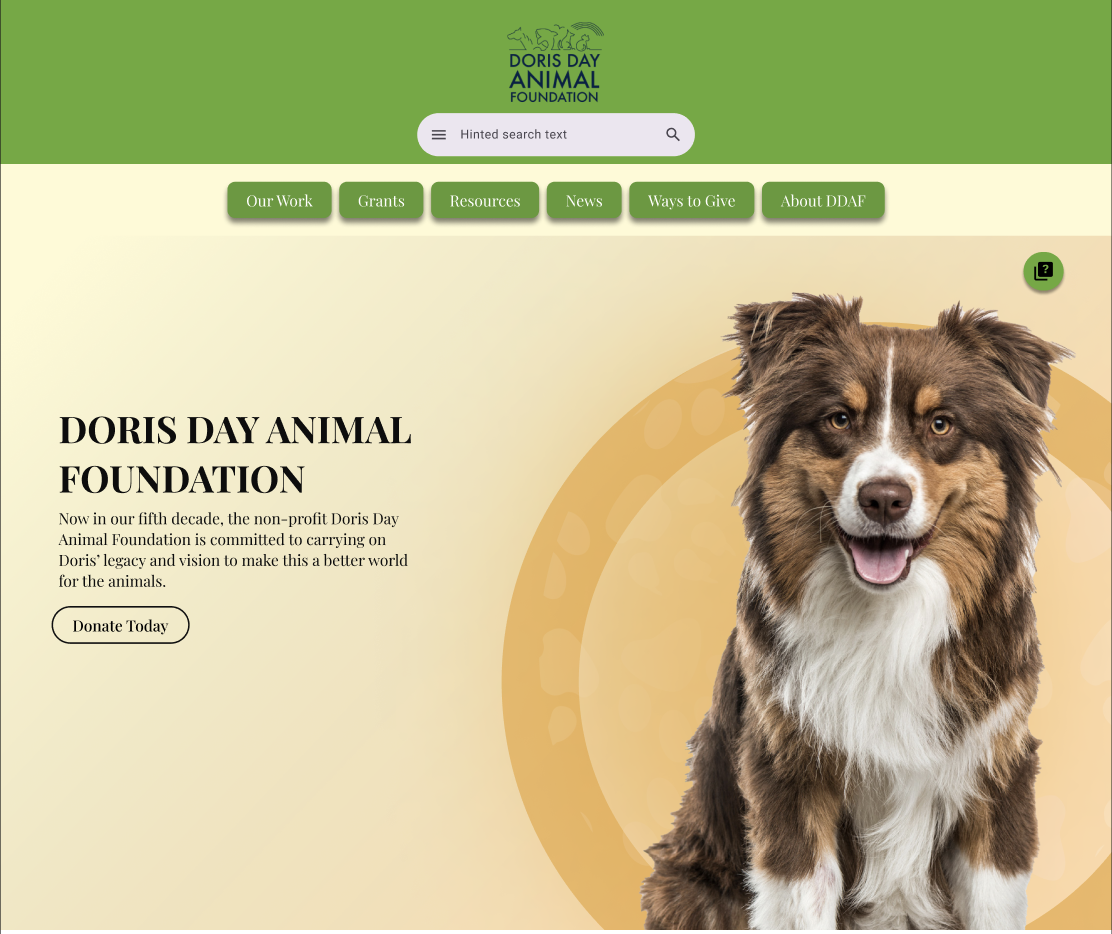 DORIS DAY
ANIMAL
FOUNDATION
Hinted search text
Our Work
Grants
Resources
News
Ways to Give
About DDAF
?
DORIS DAY ANIMAL
FOUNDATION
Now in our fifth decade, the non-profit Doris Day
Animal Foundation is committed to carrying on
Doris’ legacy and vision to make this a better world
for the animals.
Donate Today